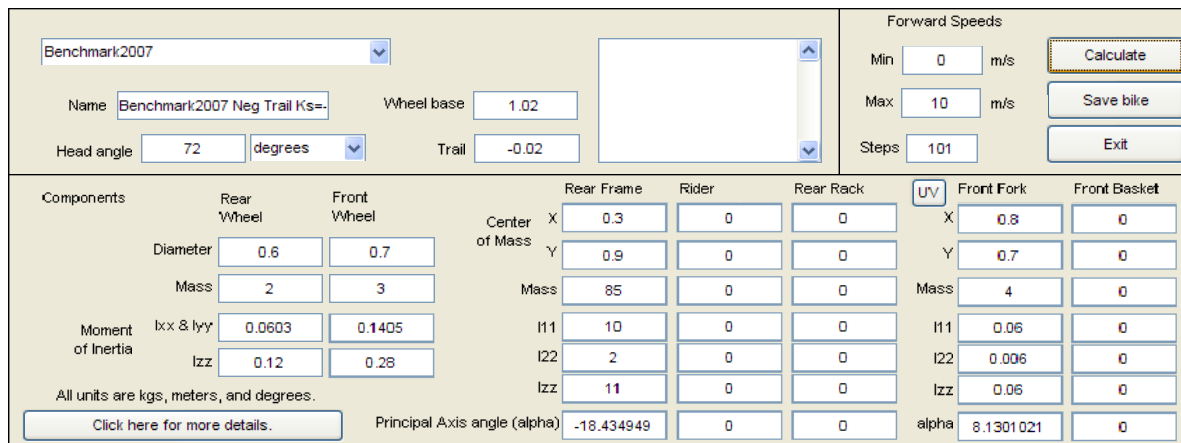 Forward Speeds
Benchmark2007
Min 0 m/s Calculate
Name Benchmark2007 Neg Trail Ks=- Wheel base 1.02
Max 10 m/s Save bike
Head angle 72 degrees Trail -0.02
Steps 101 Exit
Components Rear Wheel Front Wheel
Rear Frame Rider Rear Rack UV Front Fork Front Basket
Center of Mass X 0.3 0 0 X 0.8 0
Diameter 0.6 0.7 Y 0.9 0 0 Y 0.7 0
Mass 2 3 Mass 85 0 0 Mass 4 0
Moment of Inertia Ixx & Iyy 0.0603 0.1405 I11 10 0 0 I11 0.06 0
Izz 0.12 0.28 I22 2 0 0 I22 0.006 0
Izz 11 0 0 Izz 0.06 0
All units are kgs, meters, and degrees.
Click here for more details. Principal Axis angle (alpha) -18.434949 0 0 alpha 8.1301021 0